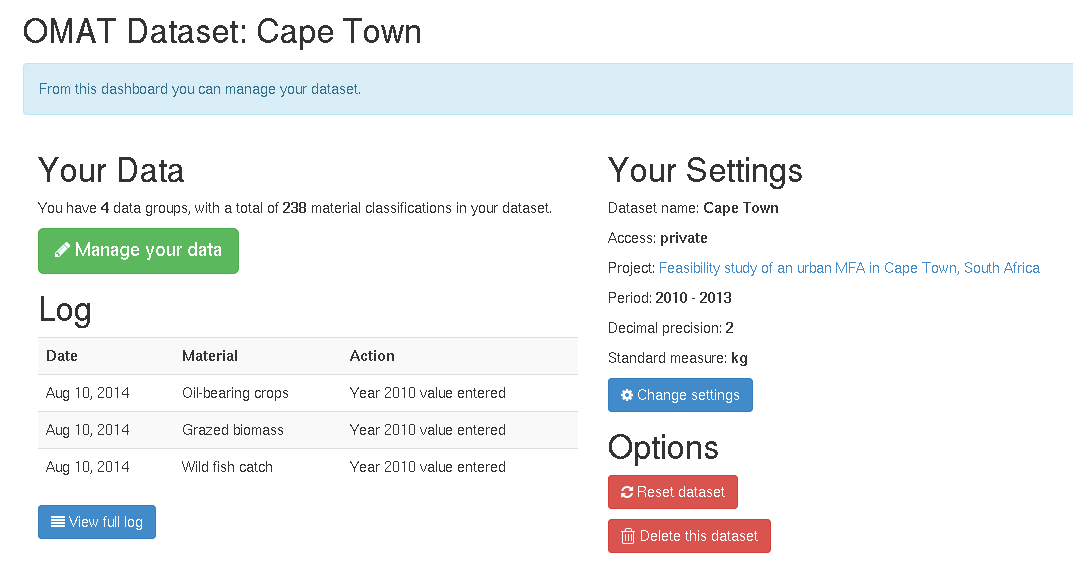 OMAT Dataset: Cape Town
From this dashboard you can manage your dataset.
Your Data
You have 4 data groups, with a total of 238 material classifications in your dataset.
Manage your data
Log
Date Material Action
Aug 10, 2014 Oil-bearing crops Year 2010 value entered
Aug 10, 2014 Grazed biomass Year 2010 value entered
Aug 10, 2014 Wild fish catch Year 2010 value entered
View full log
Your Settings
Dataset name: Cape Town
Access: private
Project: Feasibility study of an urban MFA in Cape Town, South Africa
Period: 2010 - 2013
Decimal precision: 2
Standard measure: kg
Change settings
Options
Reset dataset
Delete this dataset